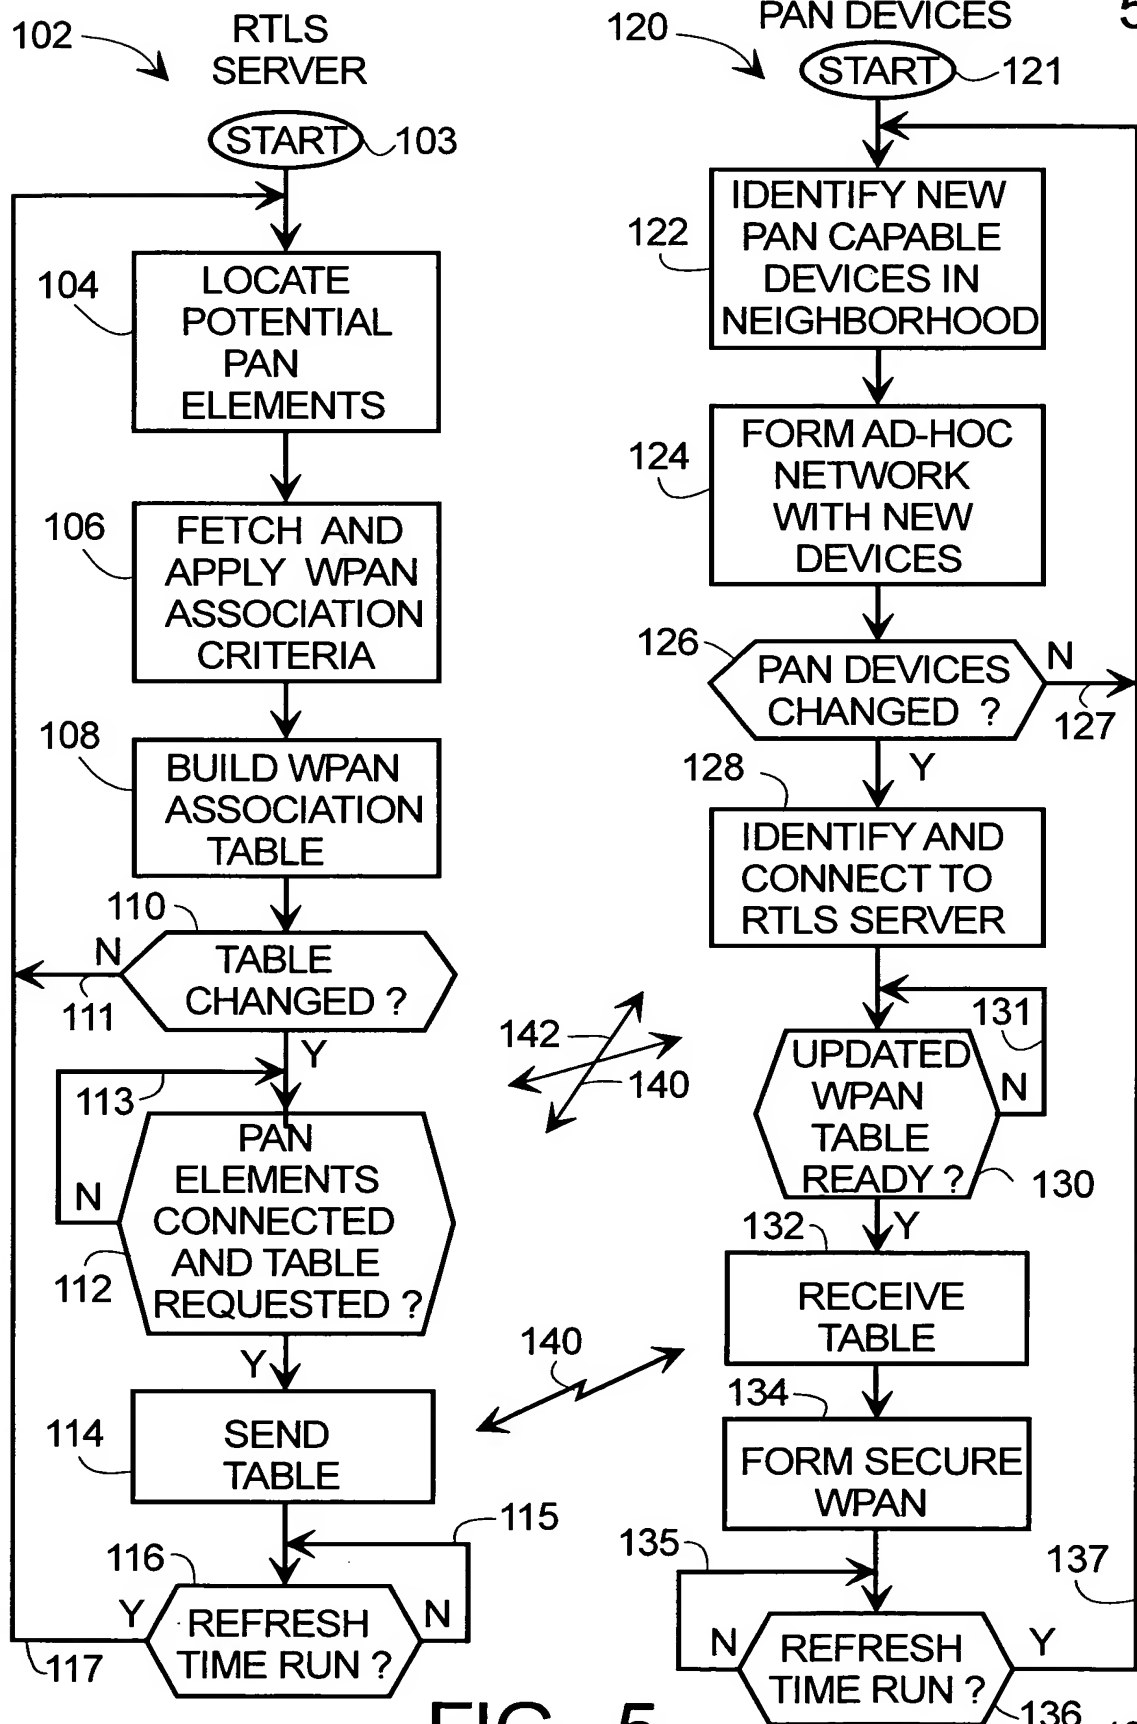 102
RTLS
SERVER
START
103
104
LOCATE
POTENTIAL
PAN
ELEMENTS
106
FETCH AND
APPLY WPAN
ASSOCIATION
CRITERIA
108
BUILD WPAN
ASSOCIATION
TABLE
110
N
TABLE
CHANGED ?
111
Y
113
PAN
ELEMENTS
CONNECTED
AND TABLE
REQUESTED ?
N
112
Y
114
SEND
TABLE
115
116
Y
REFRESH
TIME RUN ?
N
117
142
140
140
120
PAN DEVICES
5
START
121
122
IDENTIFY NEW
PAN CAPABLE
DEVICES IN
NEIGHBORHOOD
124
FORM AD-HOC
NETWORK
WITH NEW
DEVICES
126
PAN DEVICES
CHANGED ?
N
127
Y
128
IDENTIFY AND
CONNECT TO
RTLS SERVER
131
UPDATED
WPAN
TABLE
READY ?
N
130
132
Y
RECEIVE
TABLE
134
FORM SECURE
WPAN
135
137
N
REFRESH
TIME RUN ?
Y
136
FIG. 5